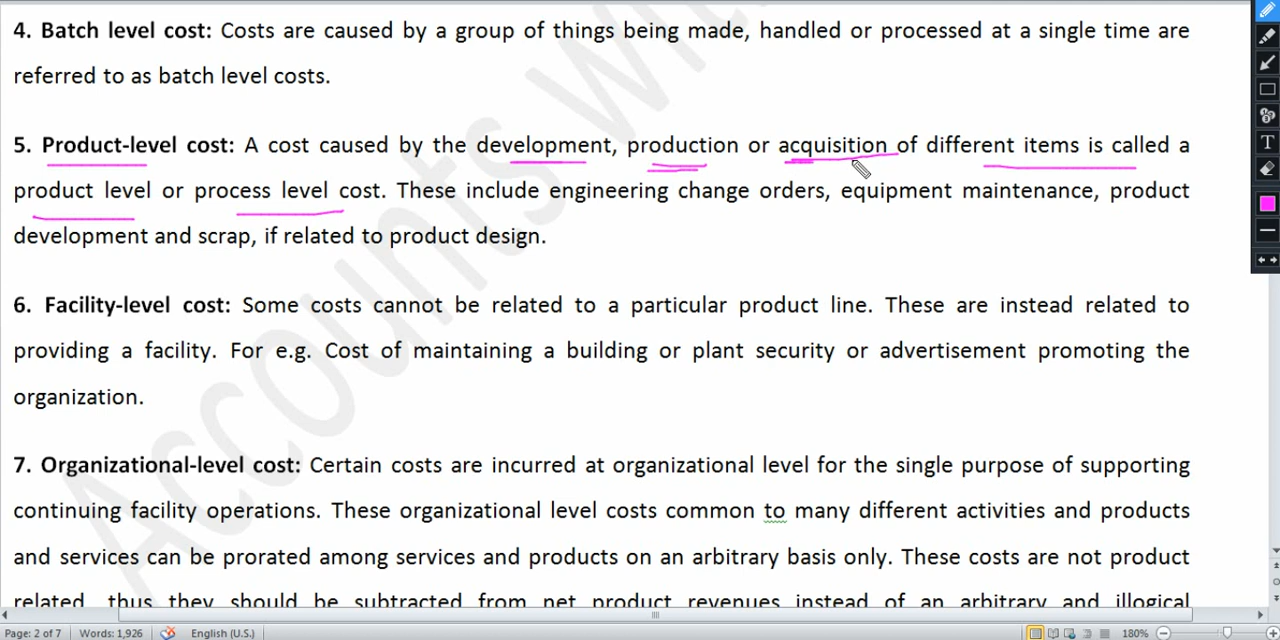 4. Batch level cost: Costs are caused by a group of things being made, handled or processed at a single time are
referred to as batch level costs.
5. Product-level cost: A cost caused by the development, production or acquisition of different items is called a
product level or process level cost. These include engineering change orders, equipment maintenance, product
development and scrap, if related to product design.
6. Facility-level cost: Some costs cannot be related to a particular product line. These are instead related to
providing a facility. For e.g. Cost of maintaining a building or plant security or advertisement promoting the
organization.
7. Organizational-level cost: Certain costs are incurred at organizational level for the single purpose of supporting
continuing facility operations. These organizational level costs common to many different activities and products
and services can be prorated among services and products on an arbitrary basis only. These costs are not product
related, thus they should be subtracted from net product revenues instead of an arbitrary and illogical
Accounts Wi
T
Page: 2 of 7 Words: 1,926 English (U.S.) 180%